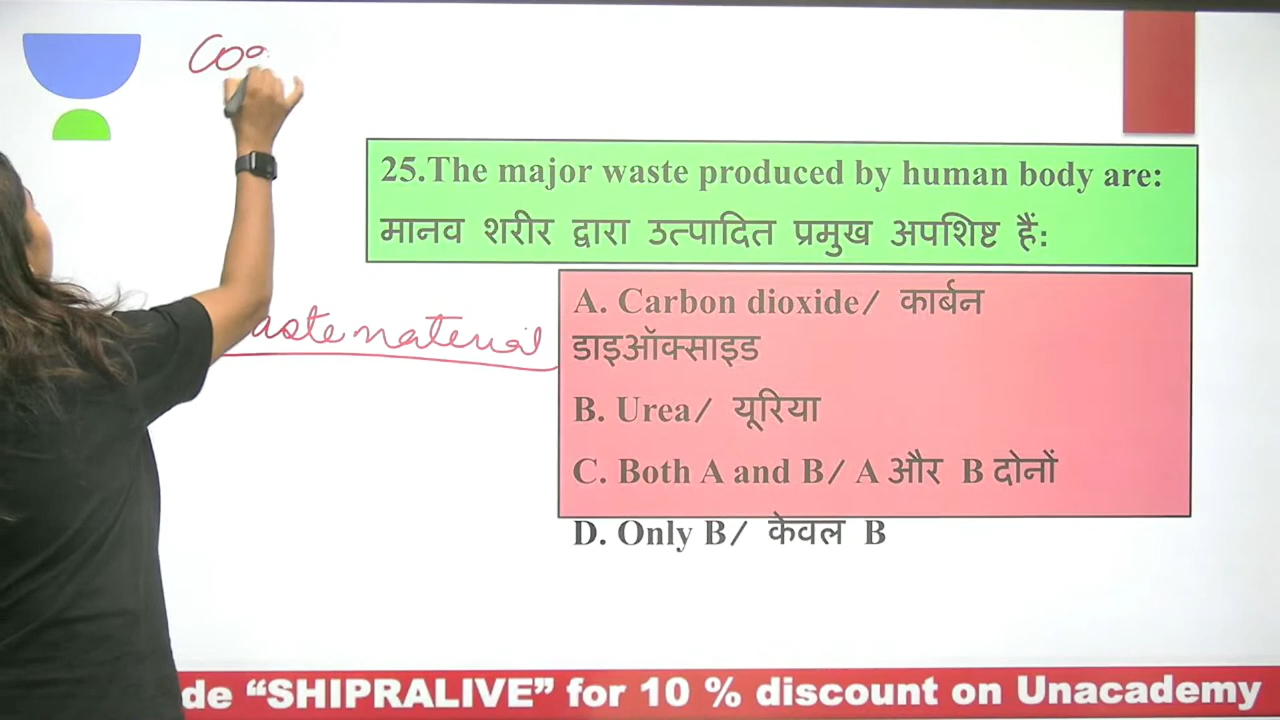 25.The major waste produced by human body are:
मानव शरीर द्वारा उत्पादित प्रमुख अपशिष्ट हैं:
A. Carbon dioxide/ कार्बन
डाइऑक्साइड
B. Urea/ यूरिया
C. Both A and B/ A और B दोनों
D. Only B/ केवल B
material
de “SHIPRALIVE” for 10 % discount on Unacademy